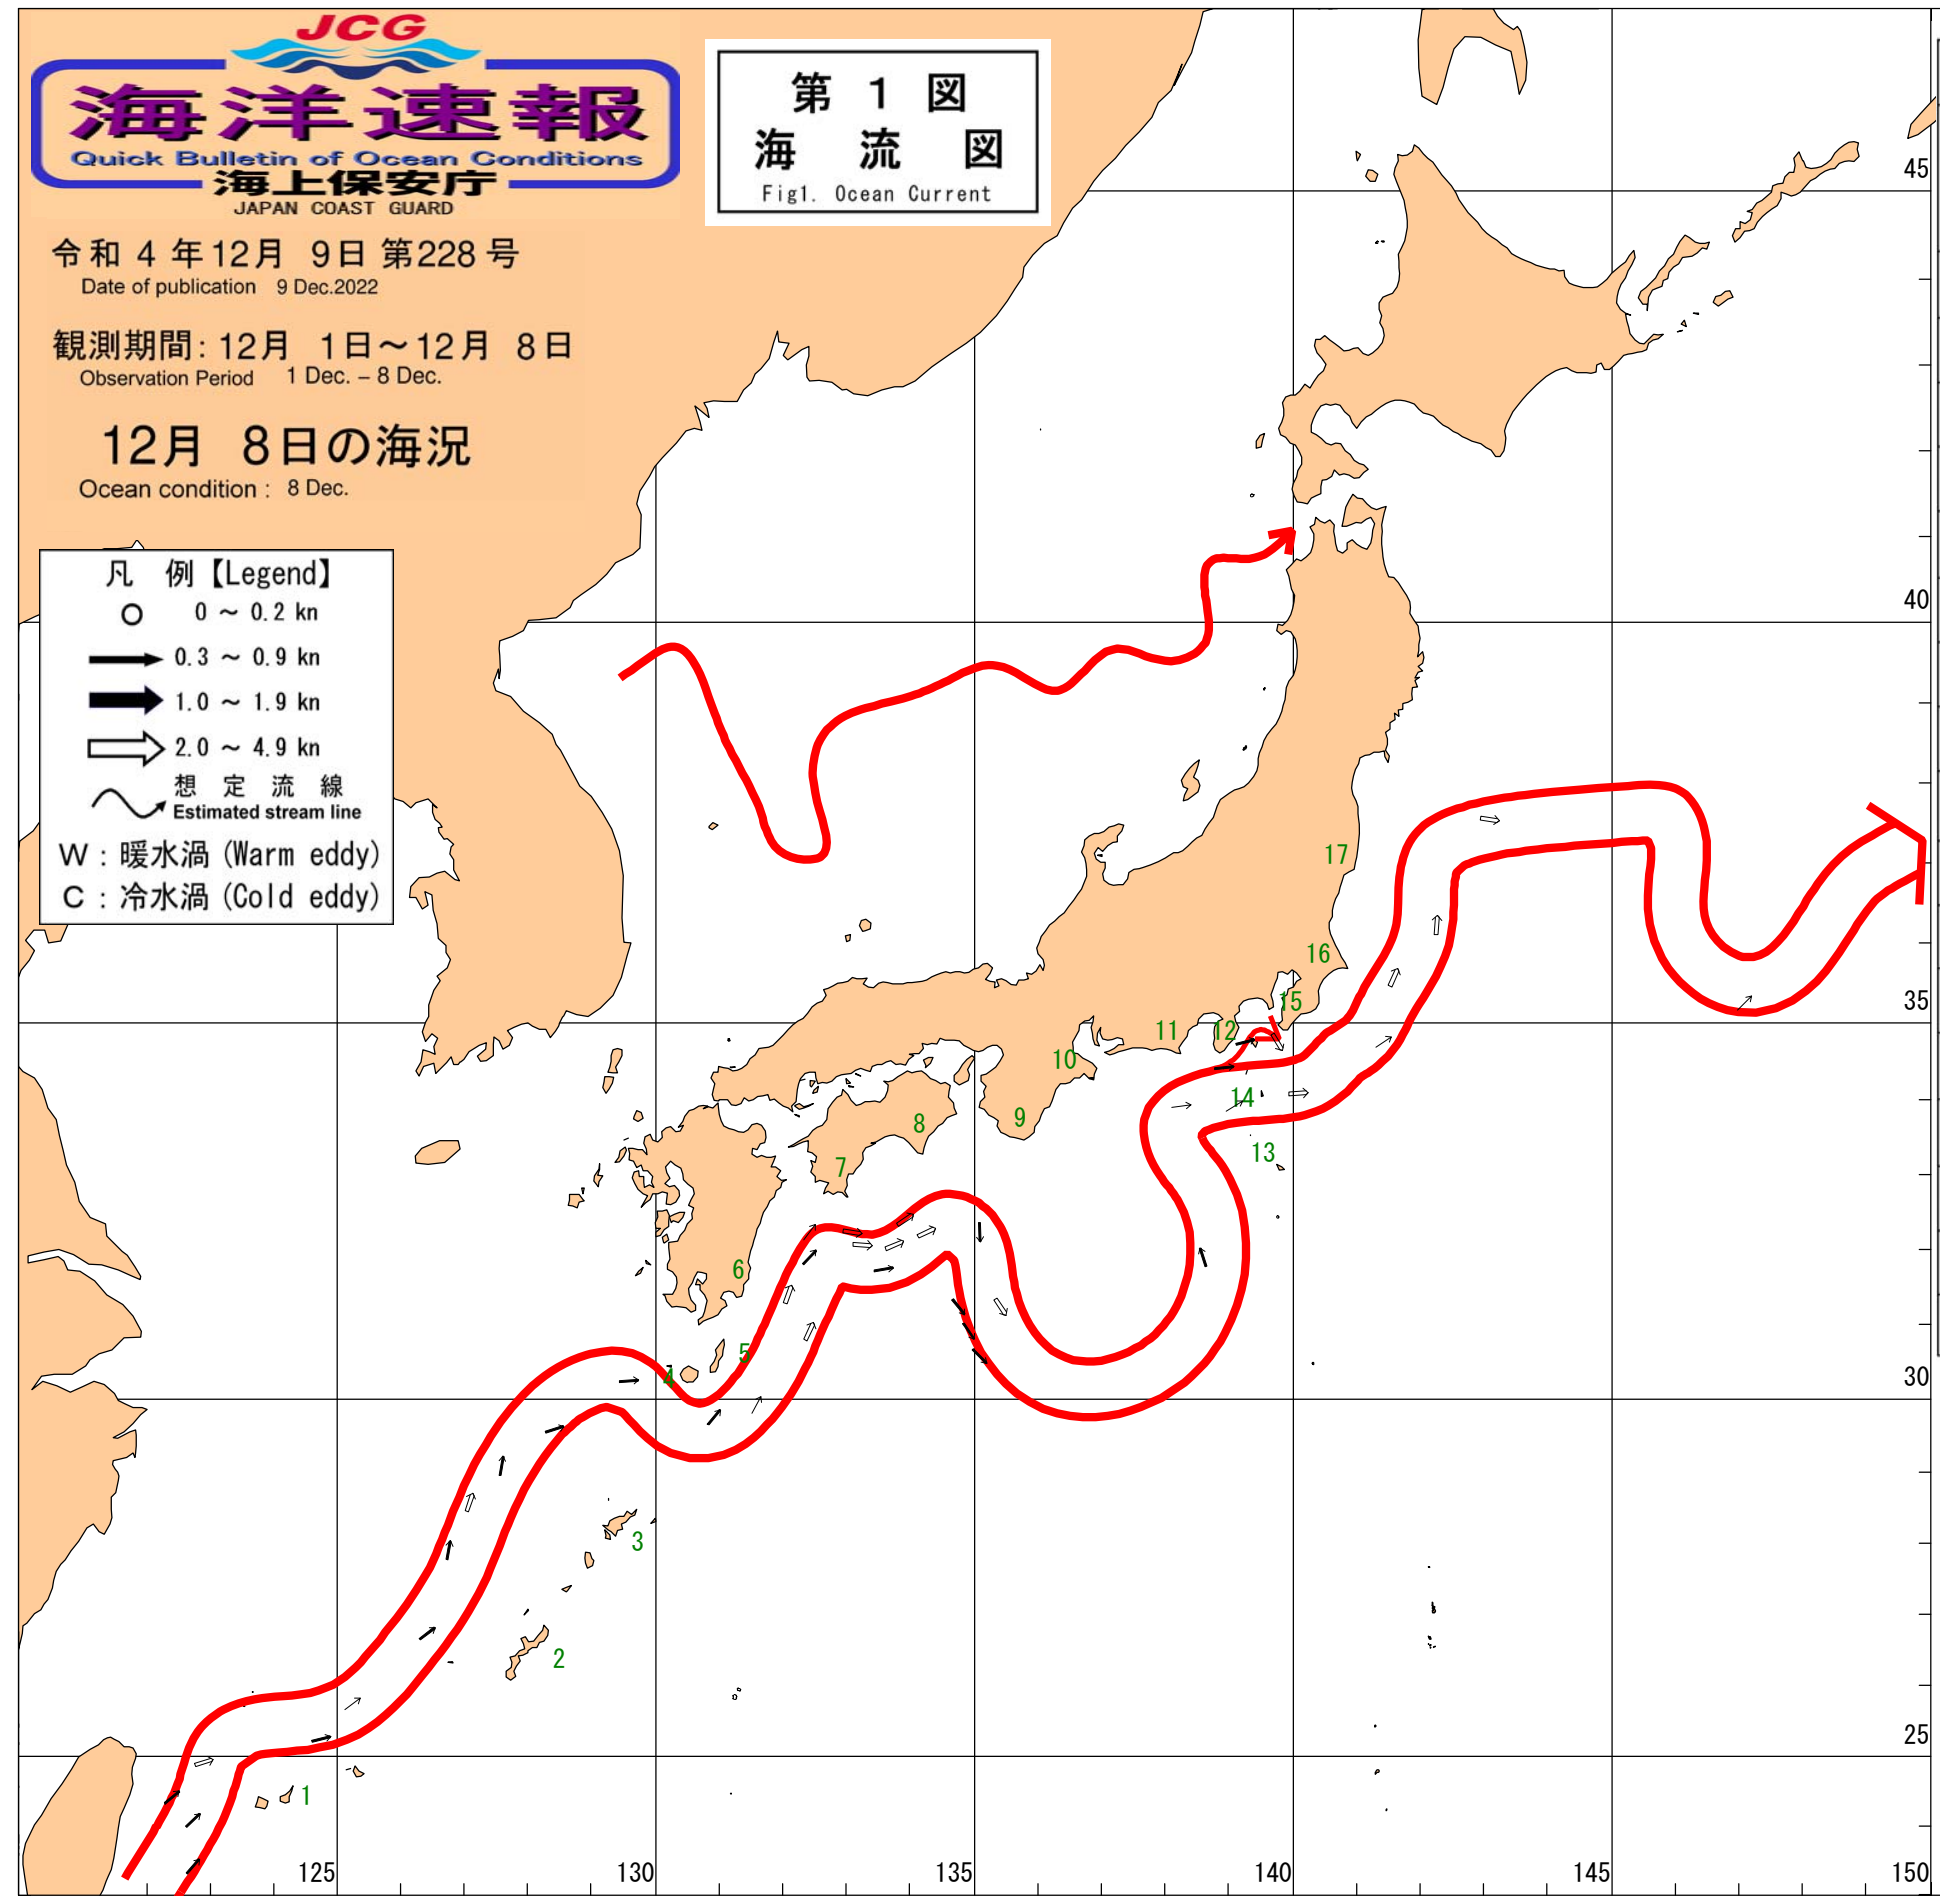 JCG
海洋速報
Quick Bulletin of Ocean Conditions
海上保安庁
JAPAN COAST GUARD
第 1 図
海 流 図
Fig1. Ocean Current
令和 4 年12月 9日 第228号
Date of publication 9 Dec.2022
観測期間: 12月 1日～12月 8日
Observation Period 1 Dec. – 8 Dec.
12月 8日の海況
Ocean condition : 8 Dec.
凡 例【Legend】
0 ～ 0.2 kn
0.3 ～ 0.9 kn
1.0 ～ 1.9 kn
2.0 ～ 4.9 kn
想 定 流 線
Estimated stream line
W : 暖水渦 (Warm eddy)
C : 冷水渦 (Cold eddy)
45
40
17
16
35
15
12
11
10
14
9
8
13
7
6
5
4
30
3
2
25
1
125
130
135
140
145
150